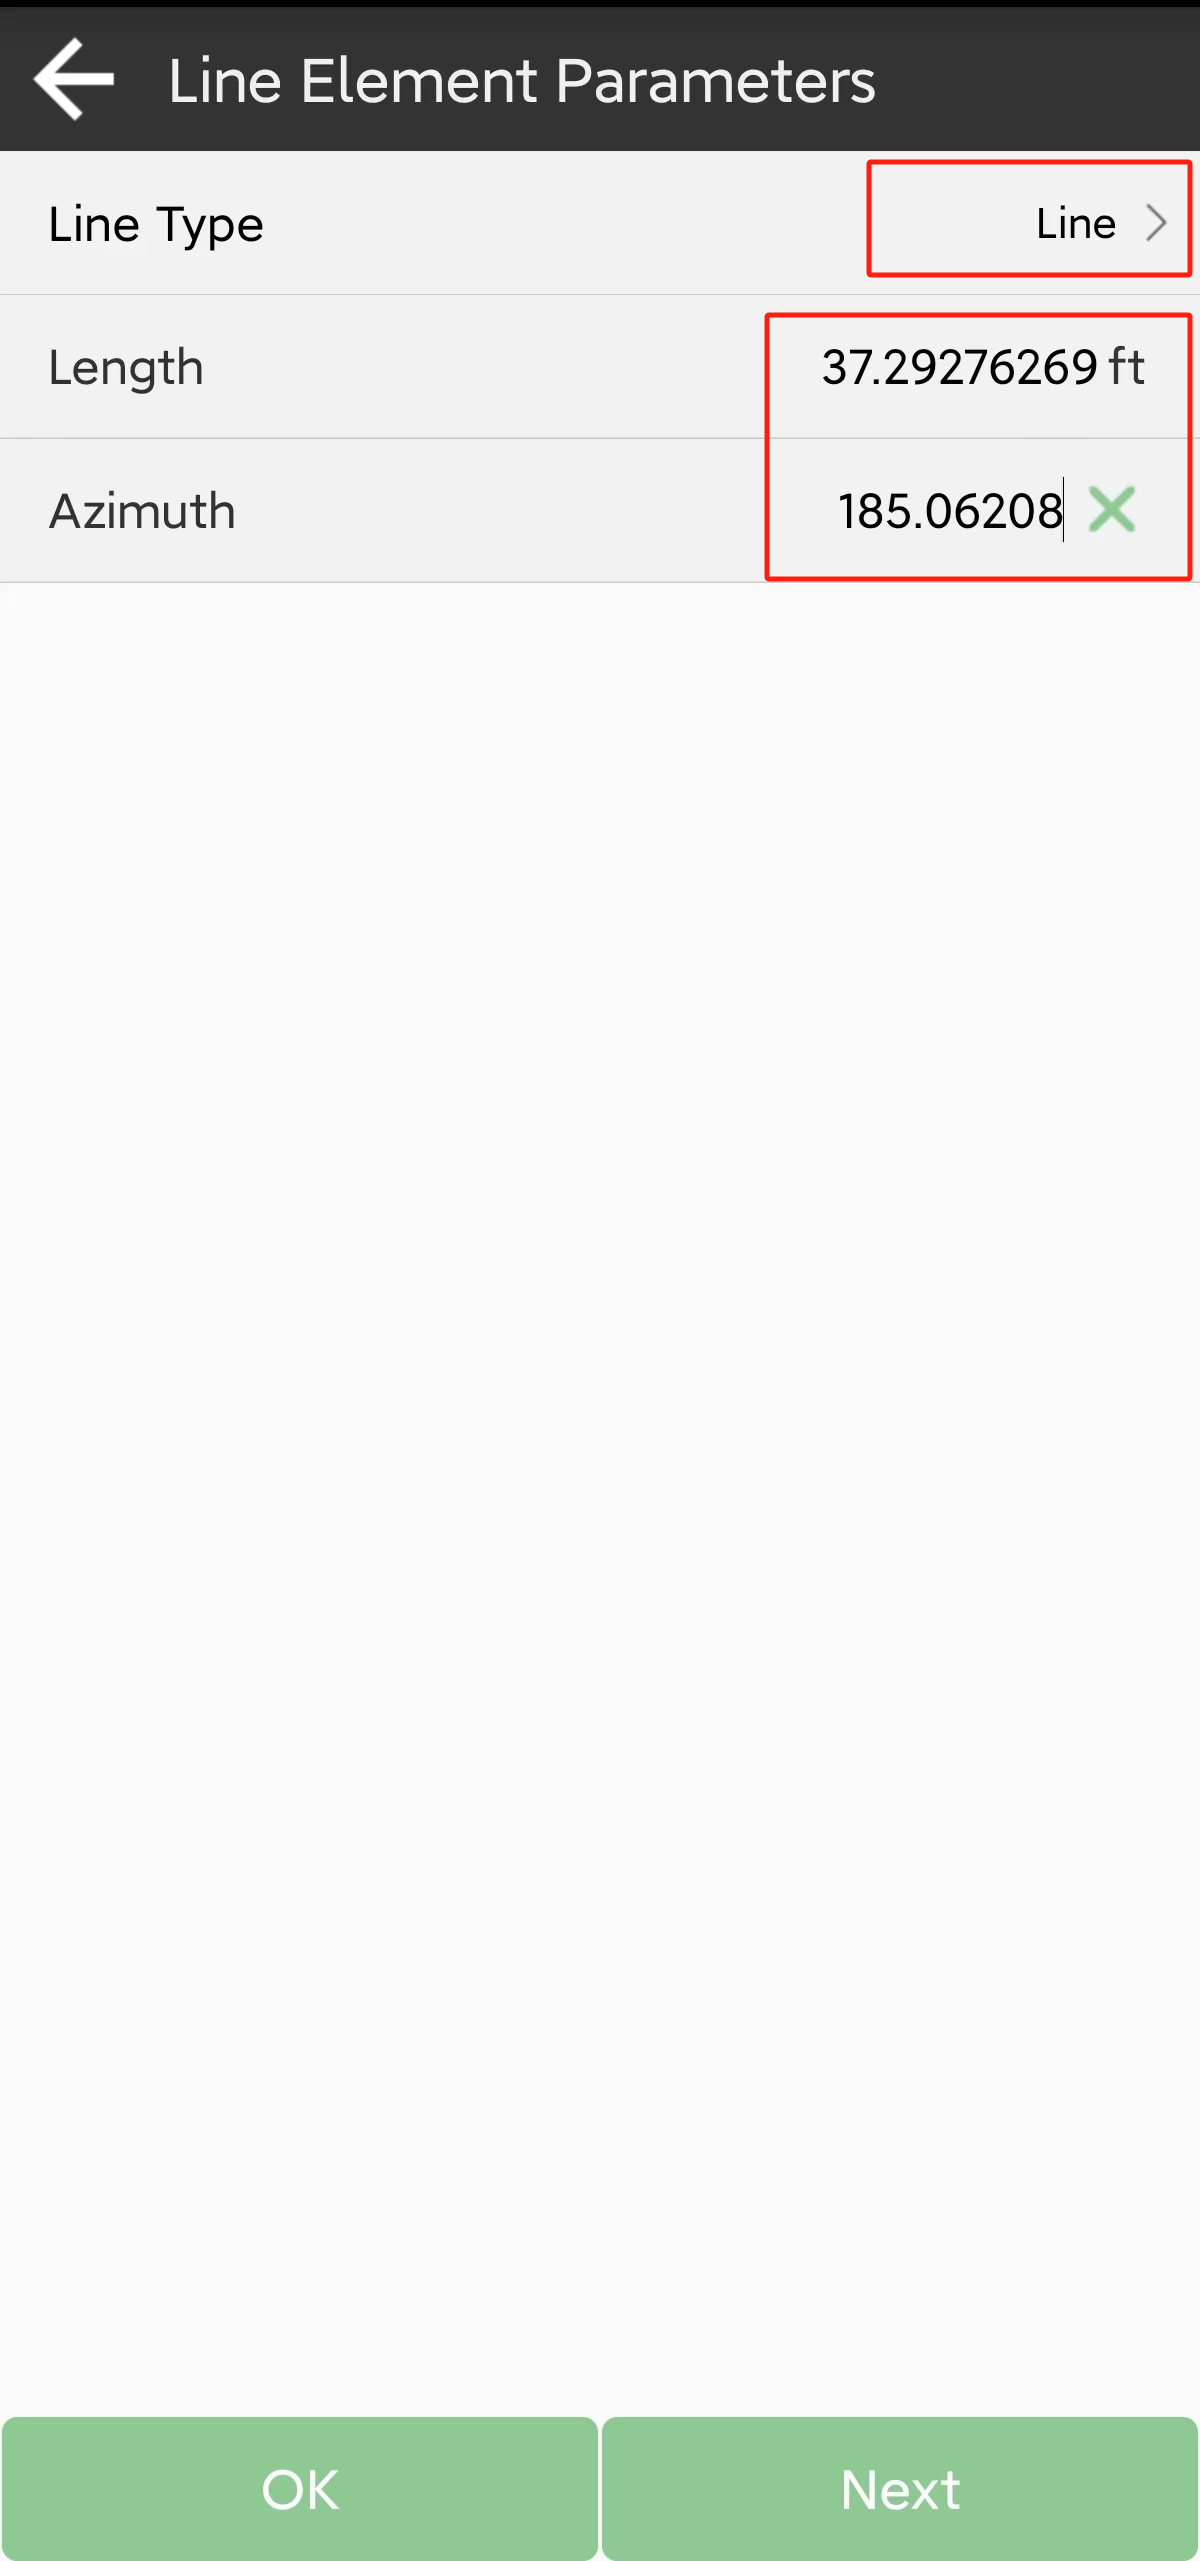 Line Element Parameters
Line Type Line
Length 37.29276269 ft
Azimuth 185.06208
OK Next